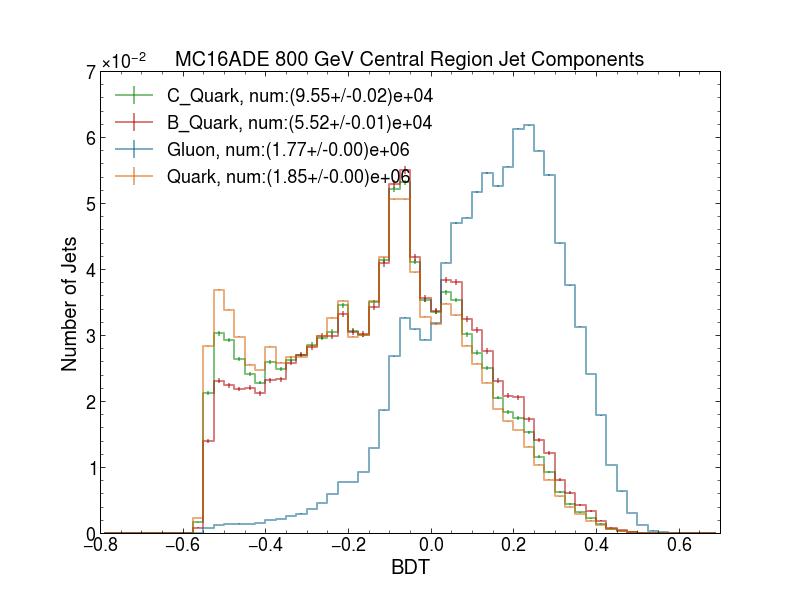 ×10⁻² MC16ADE 800 GeV Central Region Jet Components
C_Quark, num:(9.55+/-0.02)e+04
B_Quark, num:(5.52+/-0.01)e+04
Gluon, num:(1.77+/-0.00)e+06
Quark, num:(1.85+/-0.00)e+06
Number of Jets
7
6
5
4
3
2
1
0
−0.8 −0.6 −0.4 −0.2 0.0 0.2 0.4 0.6
BDT